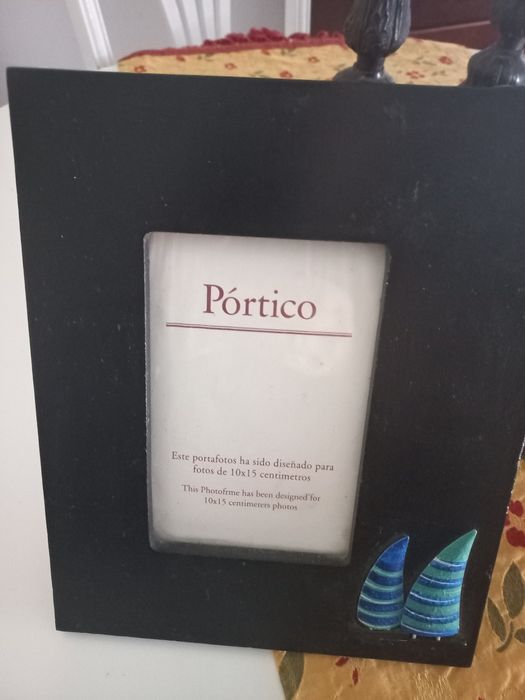 Pórtico
Este portafotos ha sido diseñado para
fotos de 10x15 centimetros
This Photofrme has been designed for
10x15 centimeters photos